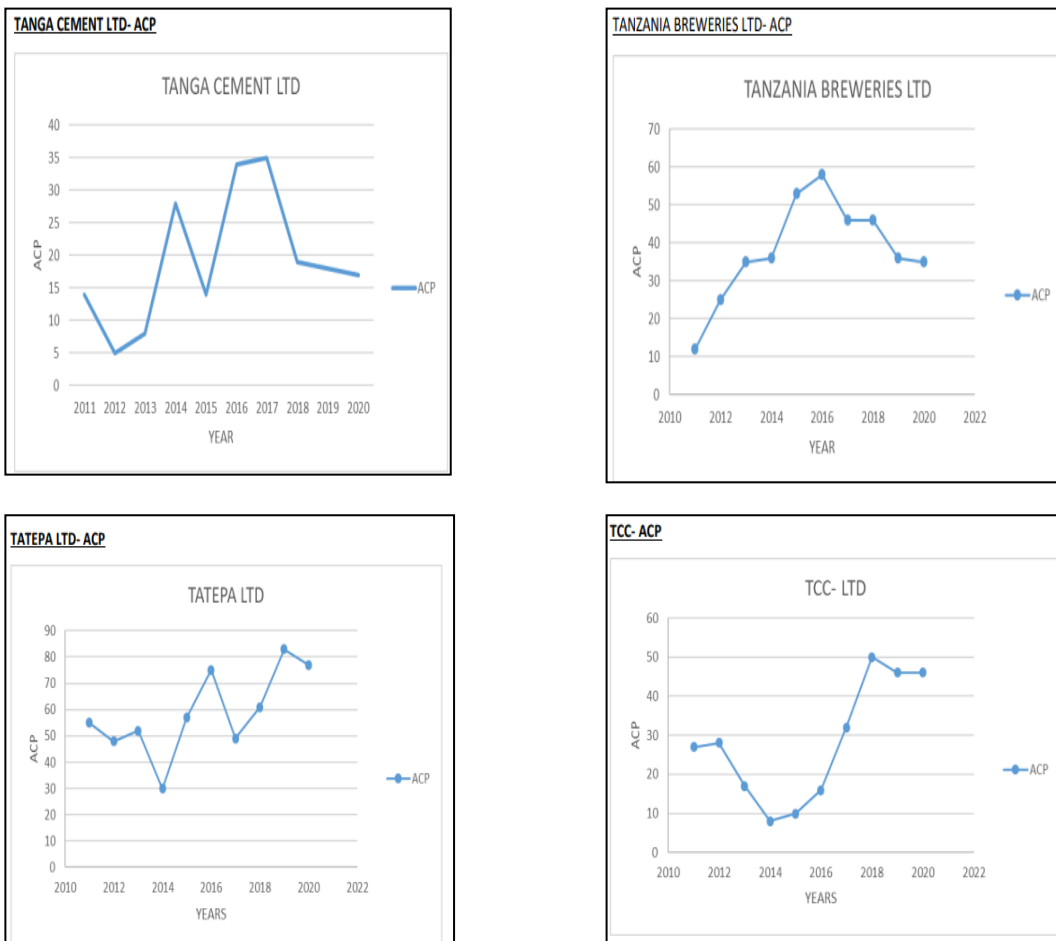 TANGA CEMENT LTD- ACP
TANGA CEMENT LTD
40
35
30
25
20
15
10
5
0
ACP
2011 2012 2013 2014 2015 2016 2017 2018 2019 2020
YEAR
ACP
TANZANIA BREWERIES LTD- ACP
TANZANIA BREWERIES LTD
70
60
50
40
30
20
10
0
ACP
2010 2012 2014 2016 2018 2020 2022
YEAR
ACP
TATEPA LTD- ACP
TATEPA LTD
90
80
70
60
50
40
30
20
10
0
ACP
2010 2012 2014 2016 2018 2020 2022
YEARS
ACP
TCC- ACP
TCC- LTD
60
50
40
30
20
10
0
ACP
2010 2012 2014 2016 2018 2020 2022
YEARS
ACP